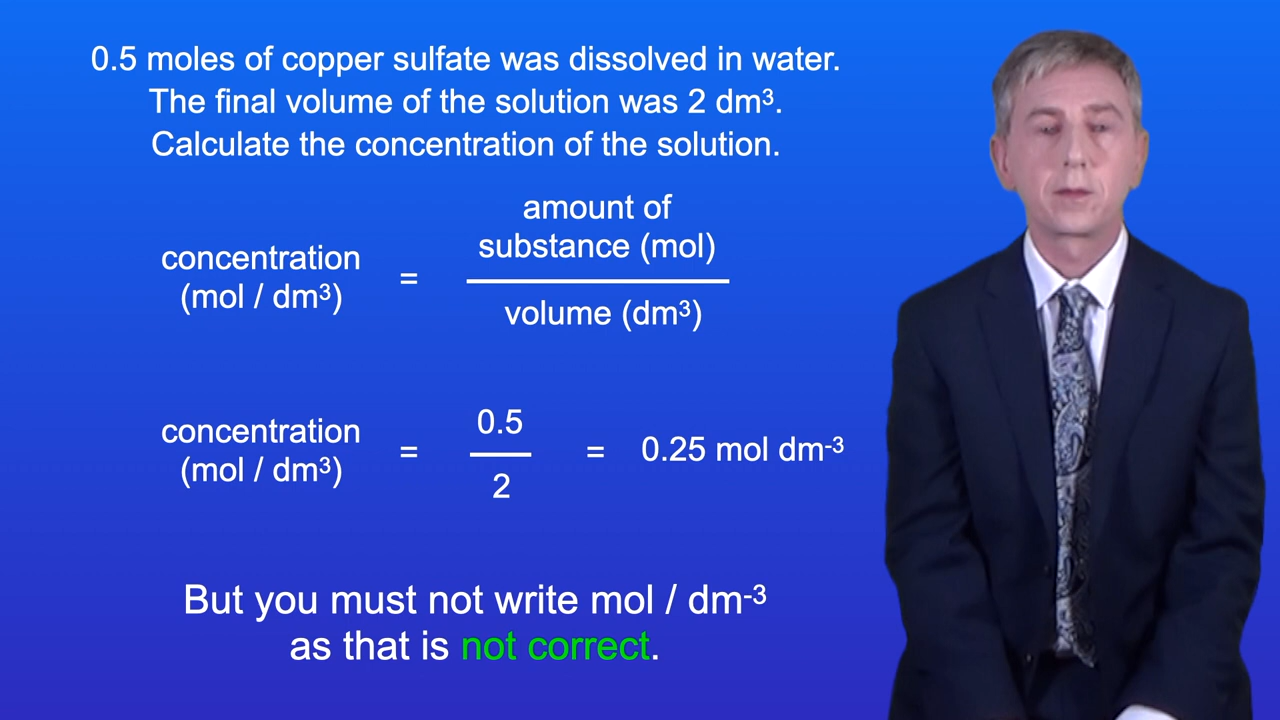 0.5 moles of copper sulfate was dissolved in water.
The final volume of the solution was 2 dm³.
Calculate the concentration of the solution.
amount of
substance (mol)
concentration
(mol / dm³)
=
volume (dm³)
concentration
(mol / dm³)
=
0.5
2
= 0.25 mol dm⁻³
But you must not write mol / dm⁻³
as that is not correct.